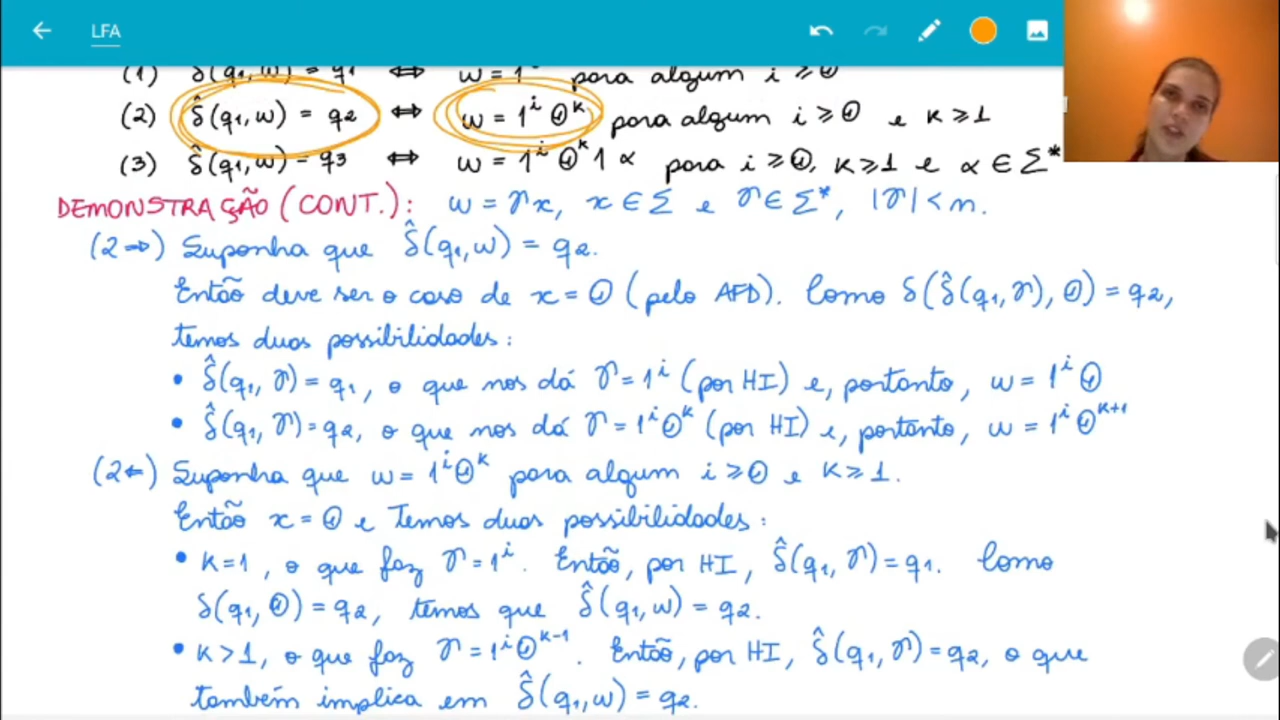 LFA
(1) δ̂(q₁,w) = q₁ ⟺ w = 1ⁱ para algum i ⩾ 0
(2) δ̂(q₁,w) = q₂ ⟺ w = 1ⁱ 0ᵏ para algum i ⩾ 0 e k ⩾ 1
(3) δ̂(q₁,w) = q₃ ⟺ w = 1ⁱ 0ᵏ 1 α para i ⩾ 0, k ⩾ 1 e α ∈ Σ*
DEMONSTRAÇÃO (CONT.): w = γx, x ∈ Σ e γ ∈ Σ*, |γ| < n.
(2⇒) Suponha que δ̂(q₁,w) = q₂.
Então deve ser o caso de x = 0 (pelo AFD). Como δ(δ̂(q₁,γ), 0) = q₂,
temos duas possibilidades:
• δ̂(q₁, γ) = q₁, o que nos dá γ = 1ⁱ (por HI) e, portanto, w = 1ⁱ 0
• δ̂(q₁, γ) = q₂, o que nos dá γ = 1ⁱ0ᵏ (por HI) e, portanto, w = 1ⁱ 0ᵏ⁺¹
(2⇐) Suponha que w = 1ⁱ0ᵏ para algum i ⩾ 0 e k ⩾ 1.
Então x = 0 e temos duas possibilidades:
• k = 1, o que faz γ = 1ⁱ. Então, por HI, δ̂(q₁, γ) = q₁. Como
δ(q₁, 0) = q₂, temos que δ̂(q₁,w) = q₂.
• k > 1, o que faz γ = 1ⁱ0ᵏ⁻¹. Então, por HI, δ̂(q₁, γ) = q₂, o que
também implica em δ̂(q₁,w) = q₂.